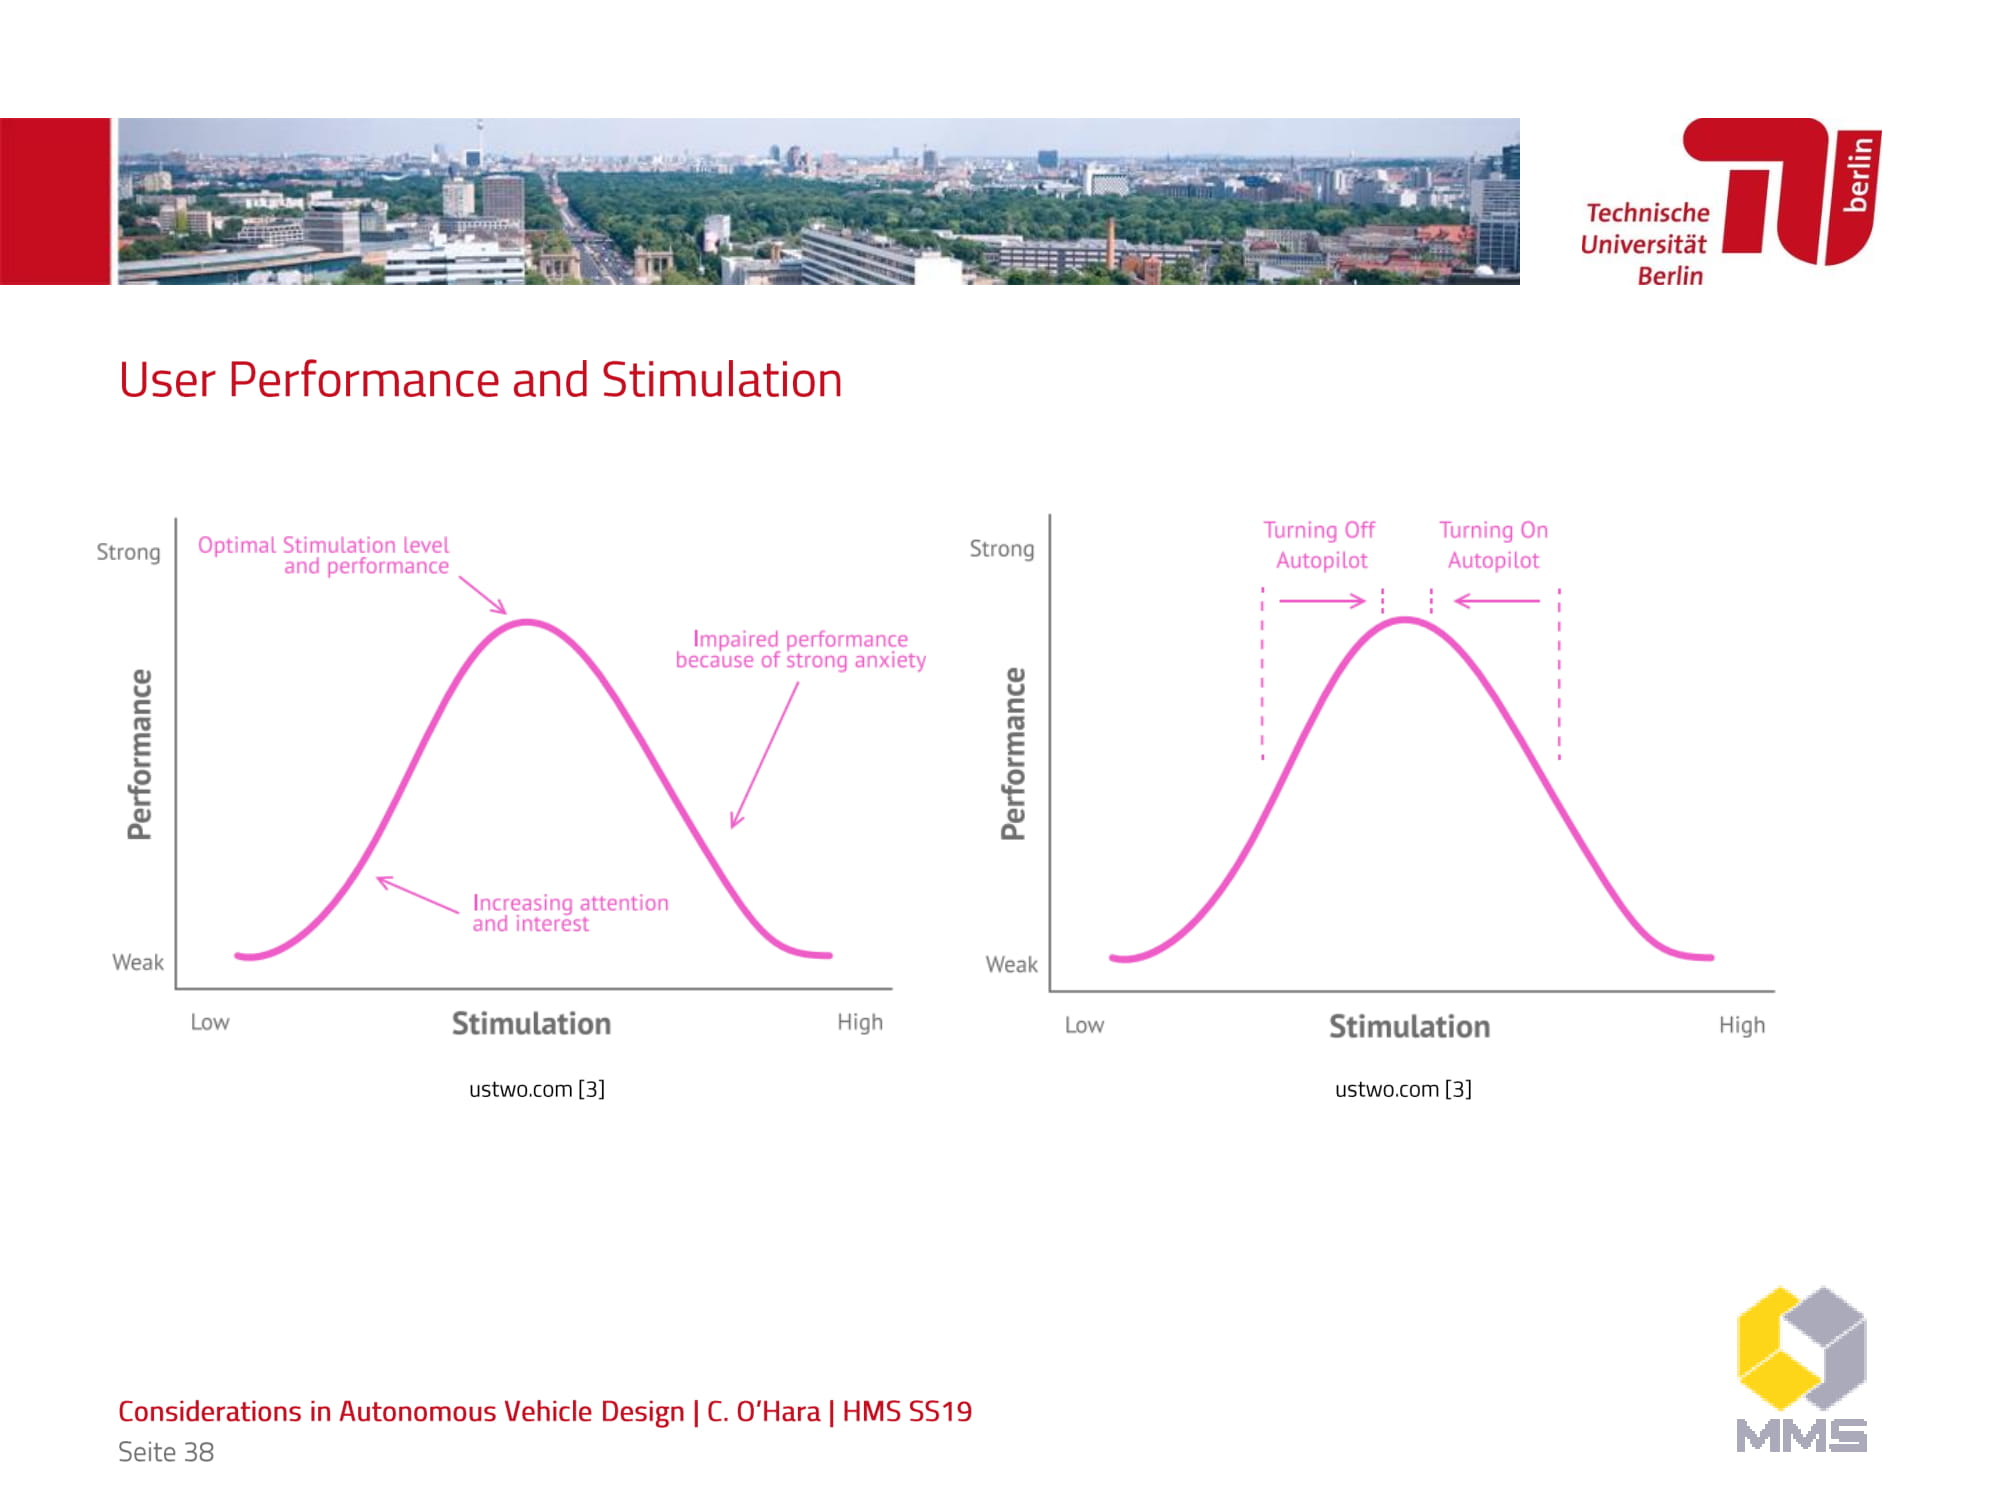 berlin
Technische
Universität
Berlin
User Performance and Stimulation
Strong
Optimal Stimulation level
and performance
Impaired performance
because of strong anxiety
Performance
Increasing attention
and interest
Weak
Low
Stimulation
High
ustwo.com [3]
Turning Off
Autopilot
Turning On
Autopilot
Strong
Performance
Weak
Low
Stimulation
High
ustwo.com [3]
Considerations in Autonomous Vehicle Design | C. O'Hara | HMS SS19
Seite 38
MMS